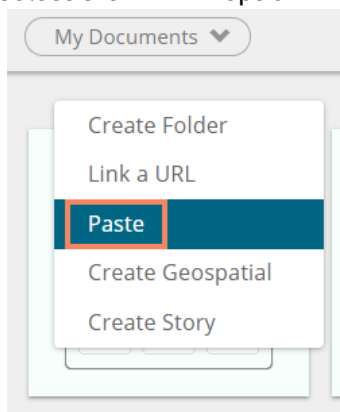 My Documents
Create Folder
Link a URL
Paste
Create Geospatial
Create Story